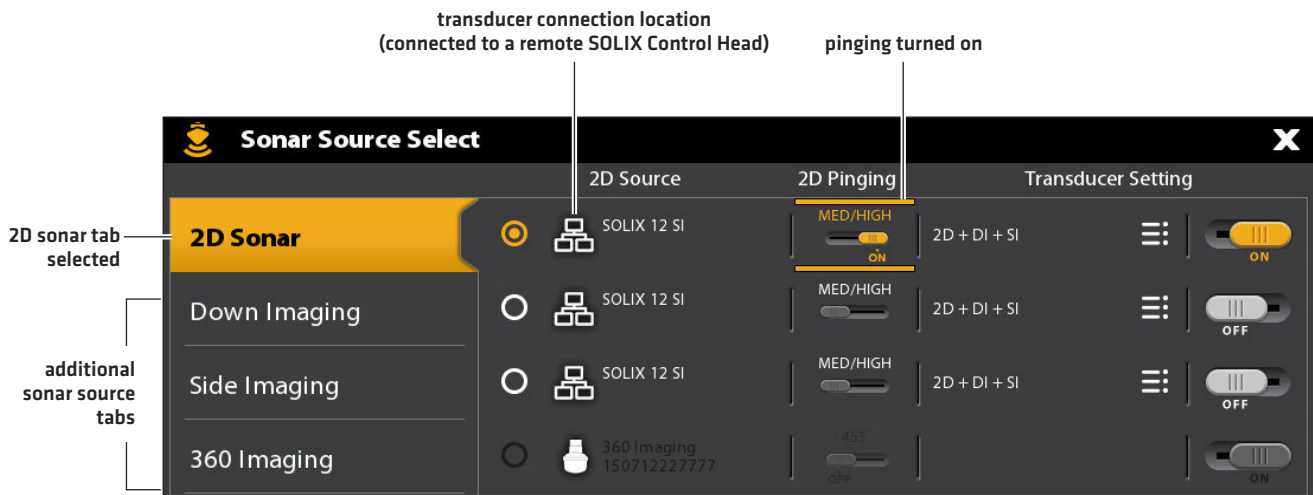 transducer connection location
(connected to a remote SOLIX Control Head)
pinging turned on
Sonar Source Select
X
2D Source
2D Pinging
Transducer Setting
2D sonar tab
selected
2D Sonar
SOLIX 12 SI
MED/HIGH
ON
2D + DI + SI
ON
additional
sonar source
tabs
Down Imaging
SOLIX 12 SI
MED/HIGH
2D + DI + SI
OFF
Side Imaging
SOLIX 12 SI
MED/HIGH
2D + DI + SI
OFF
360 Imaging
360 Imaging
150712227777
455
OFF
ON